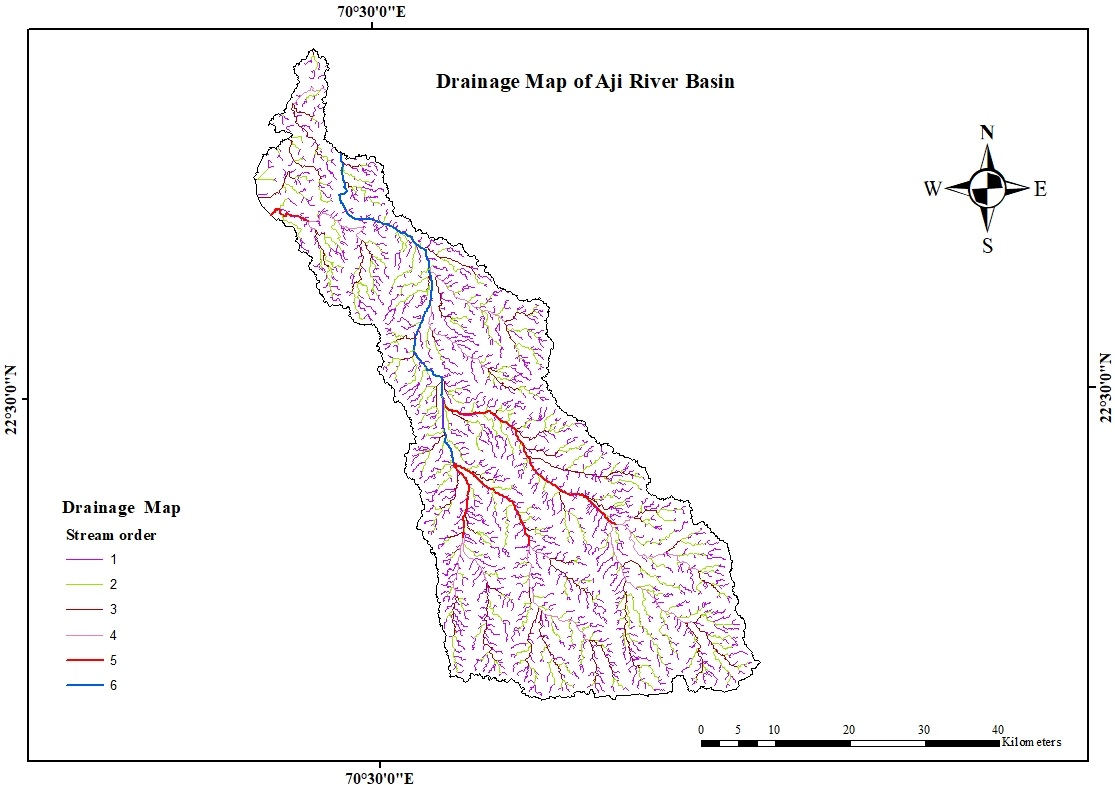 70°30'0"E
Drainage Map of Aji River Basin
N
W E
S
22°30'0"N
22°30'0"N
Drainage Map
Stream order
1
2
3
4
5
6
0 5 10 20 30 40
Kilometers
70°30'0"E